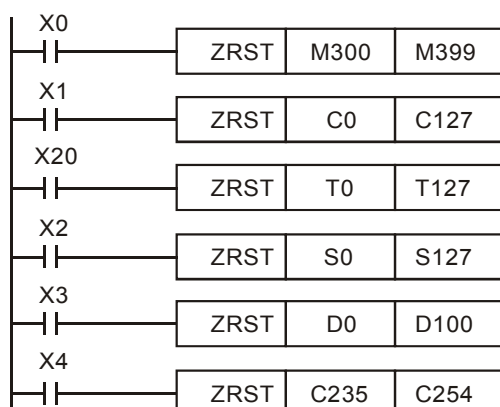 X0
ZRST M300 M399
X1
ZRST C0 C127
X20
ZRST T0 T127
X2
ZRST S0 S127
X3
ZRST D0 D100
X4
ZRST C235 C254